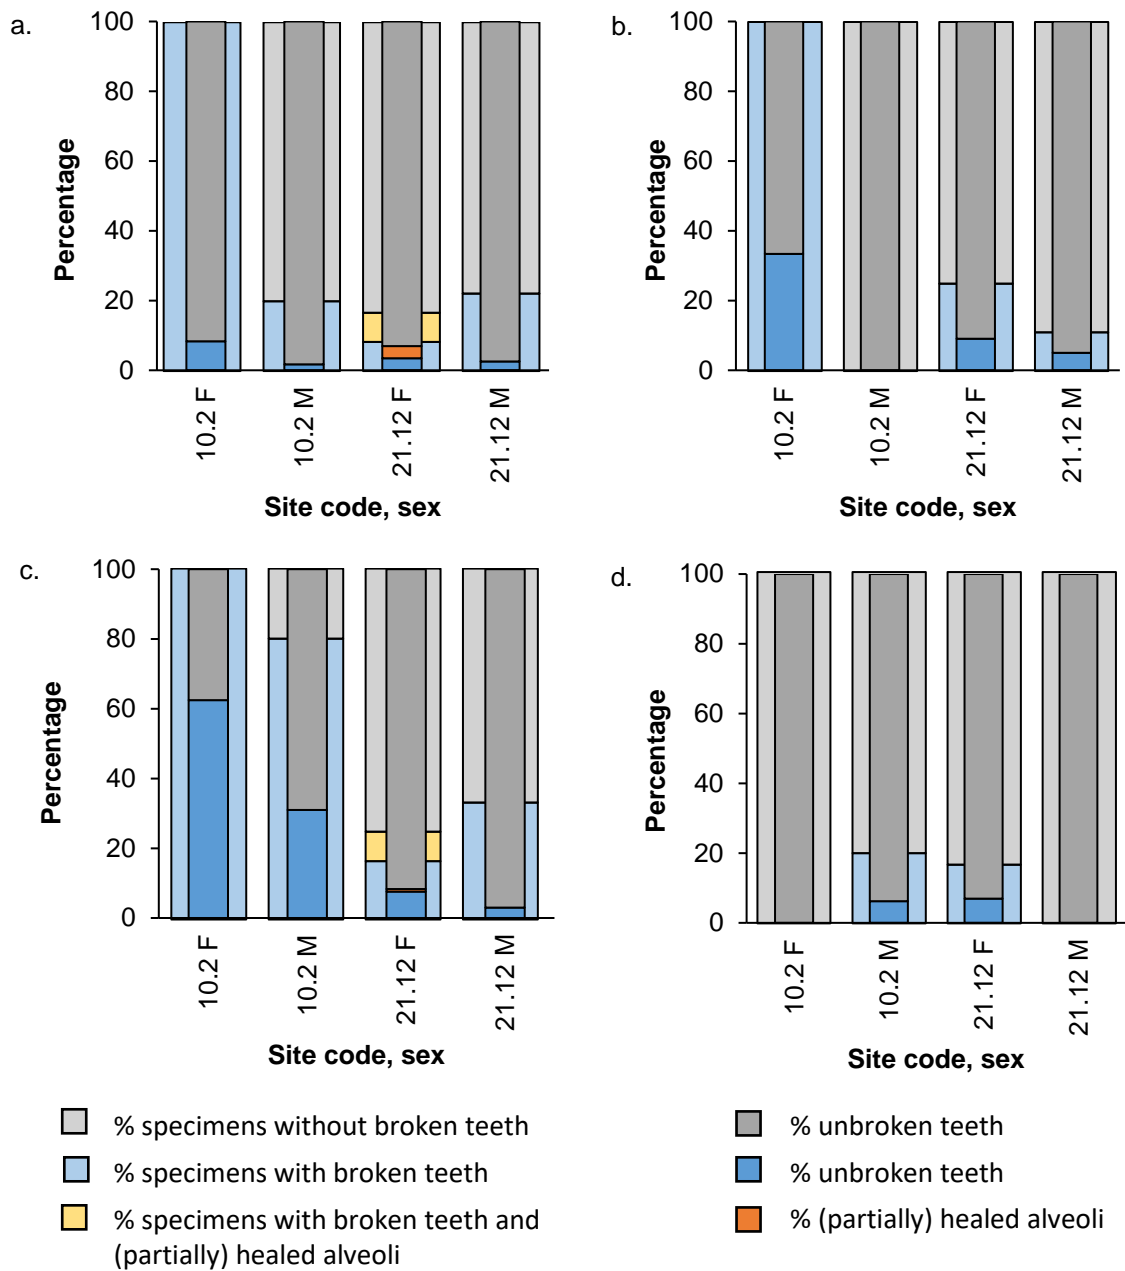 a.
100
80
60
40
20
0
Percentage
10.2 F
10.2 M
21.12 F
21.12 M
Site code, sex
b.
100
80
60
40
20
0
Percentage
10.2 F
10.2 M
21.12 F
21.12 M
Site code, sex
c.
100
80
60
40
20
0
Percentage
10.2 F
10.2 M
21.12 F
21.12 M
Site code, sex
d.
100
80
60
40
20
0
Percentage
10.2 F
10.2 M
21.12 F
21.12 M
Site code, sex
% specimens without broken teeth
% specimens with broken teeth
% specimens with broken teeth and
(partially) healed alveoli
% unbroken teeth
% unbroken teeth
% (partially) healed alveoli